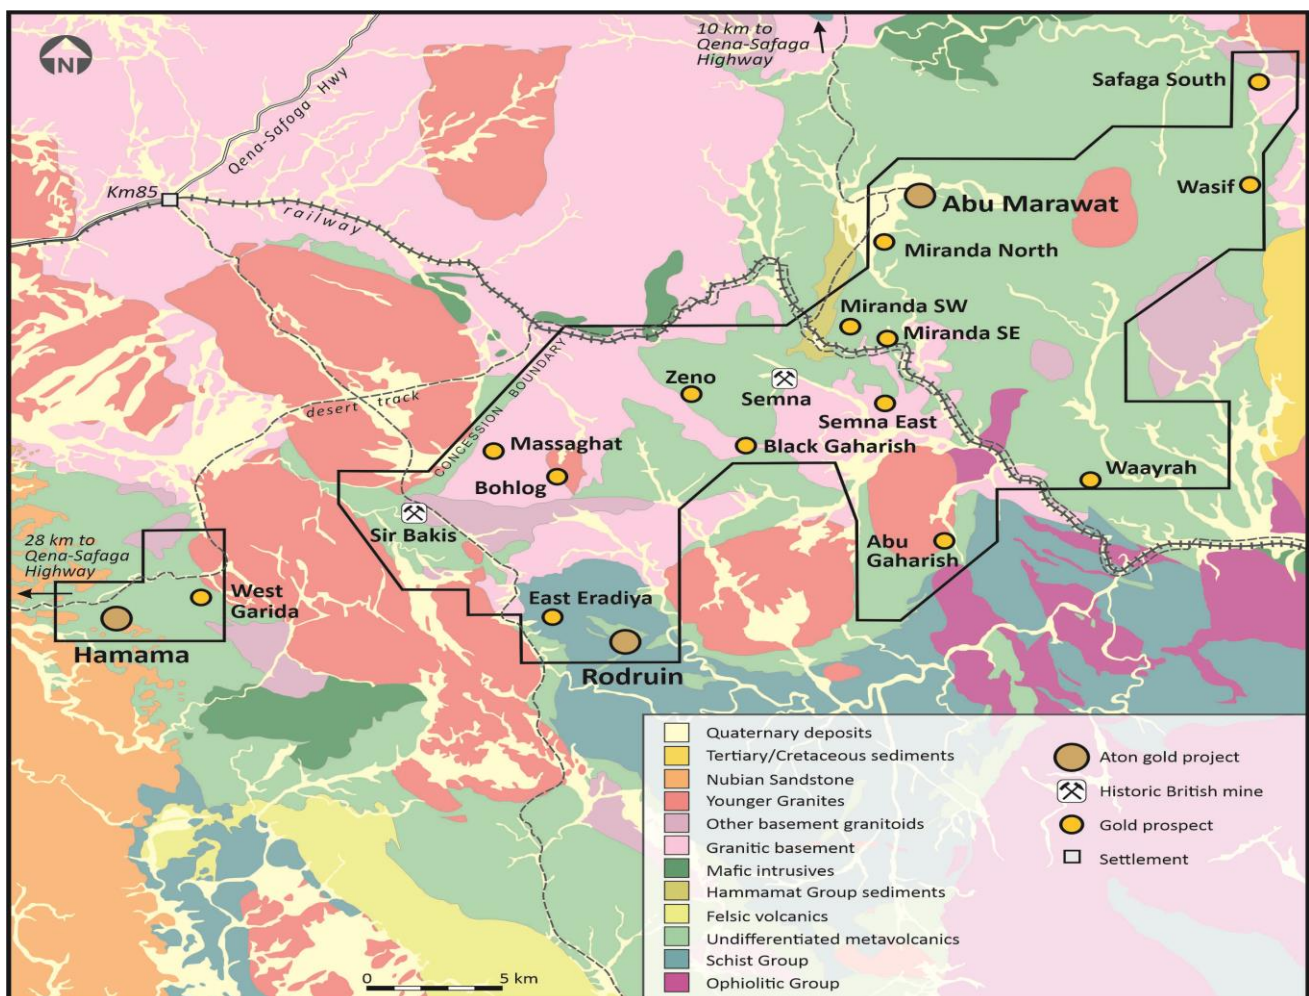 N
10 km to
Qena-Safaga
Highway
Qena-Safoga Hwy
Km85
railway
Safaga South
Wasif
Abu Marawat
Miranda North
Miranda SW
Miranda SE
Zeno
Semna
Semna East
CONCESSION BOUNDARY
desert track
Massaghat
Black Gaharish
Bohlog
Waayrah
Sir Bakis
Abu
Gaharish
28 km to
Qena-Safaga
Highway
West
Garida
East Eradiya
Hamama
Rodruin
Quaternary deposits
Tertiary/Cretaceous sediments
Nubian Sandstone
Younger Granites
Other basement granitoids
Granitic basement
Mafic intrusives
Hammamat Group sediments
Felsic volcanics
Undifferentiated metavolcanics
Schist Group
Ophiolitic Group
Aton gold project
Historic British mine
Gold prospect
Settlement
0 5 km